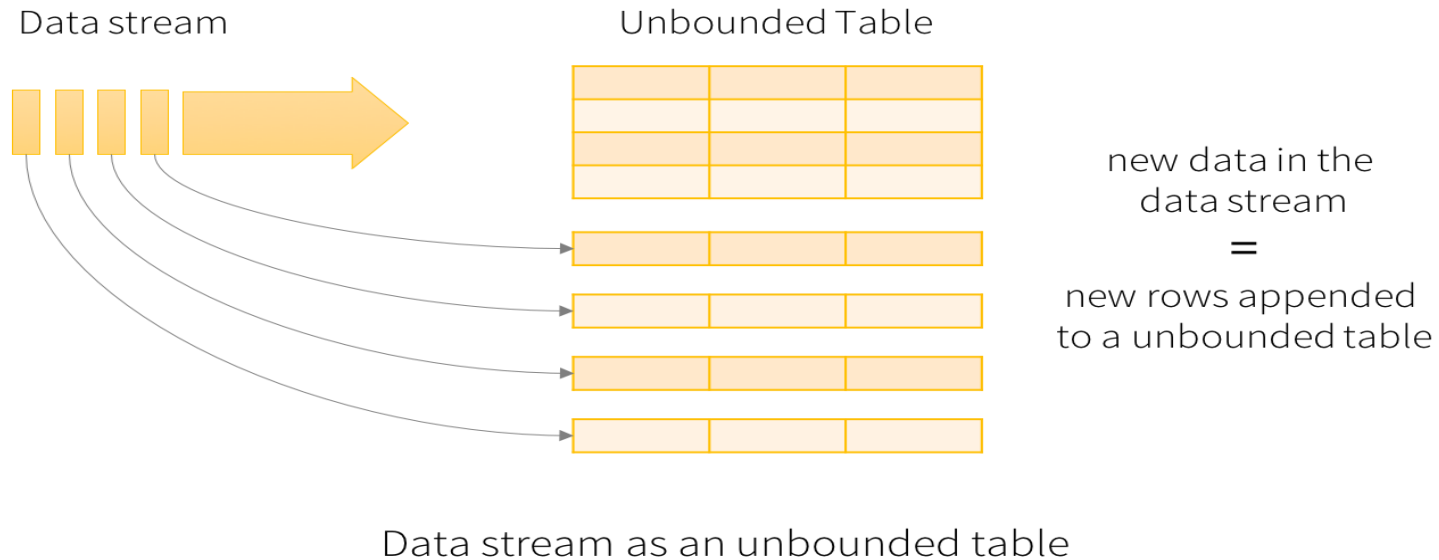 Data stream
Unbounded Table
new data in the
data stream
=
new rows appended
to a unbounded table
Data stream as an unbounded table